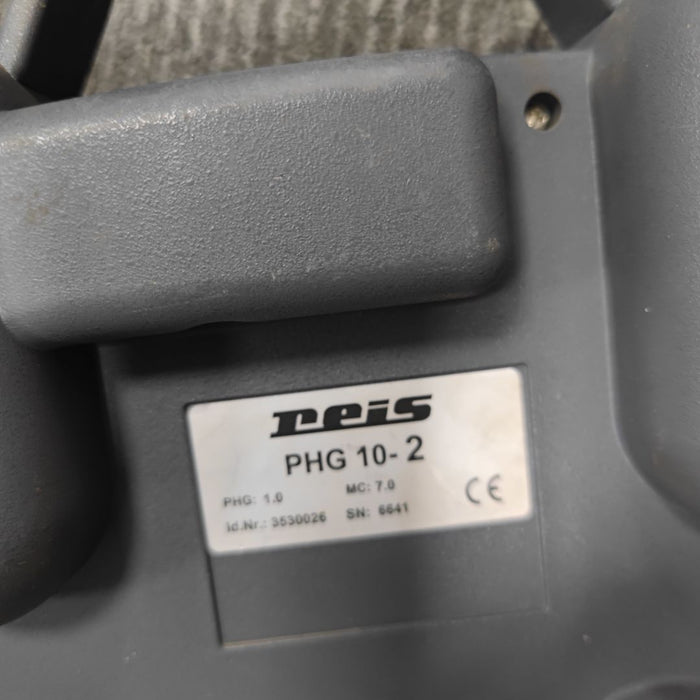 reis
PHG 10-2
PHG: 1.0 MC: 7.0
Id.Nr.: 3530026 SN: 6641
CE